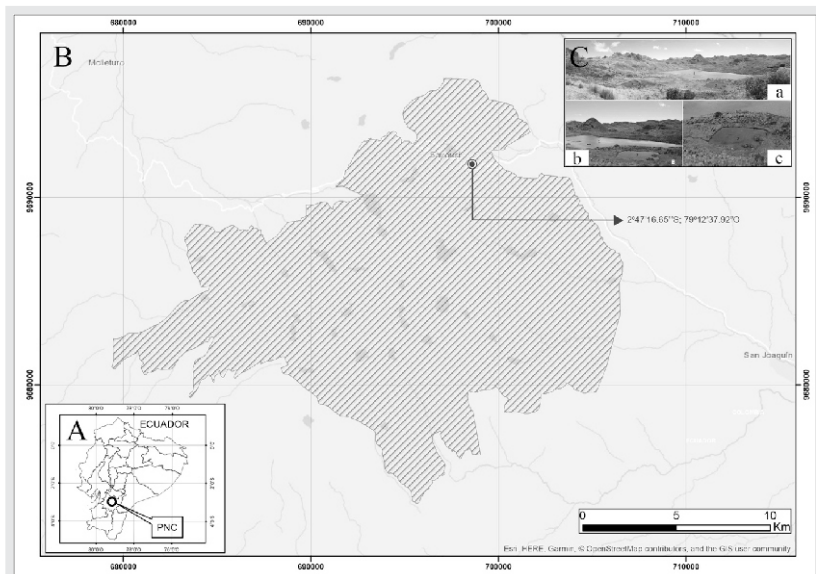 680000 690000 700000 710000
B
Molleturo
C
a
b
c
9690000
9690000
2°47'16.65"S; 79°12'37.92"O
San Joaquín
9680000
9680000
A
ECUADOR
PNC
0 5 10
Km
Esri, HERE, Garmin, © OpenStreetMap contributors, and the GIS user community
680000 690000 700000 710000